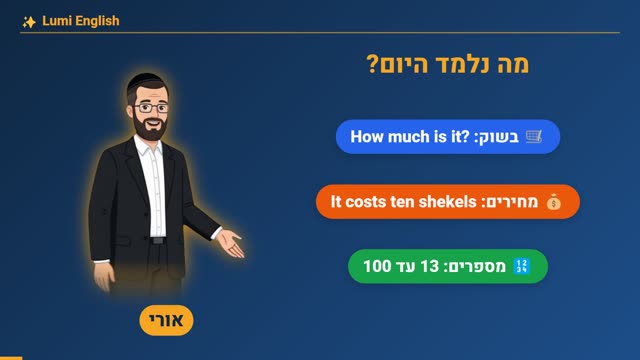 Lumi English
מה נלמד היום?
בשוק: How much is it?
מחירים: It costs ten shekels
מספרים: 13 עד 100
אורי